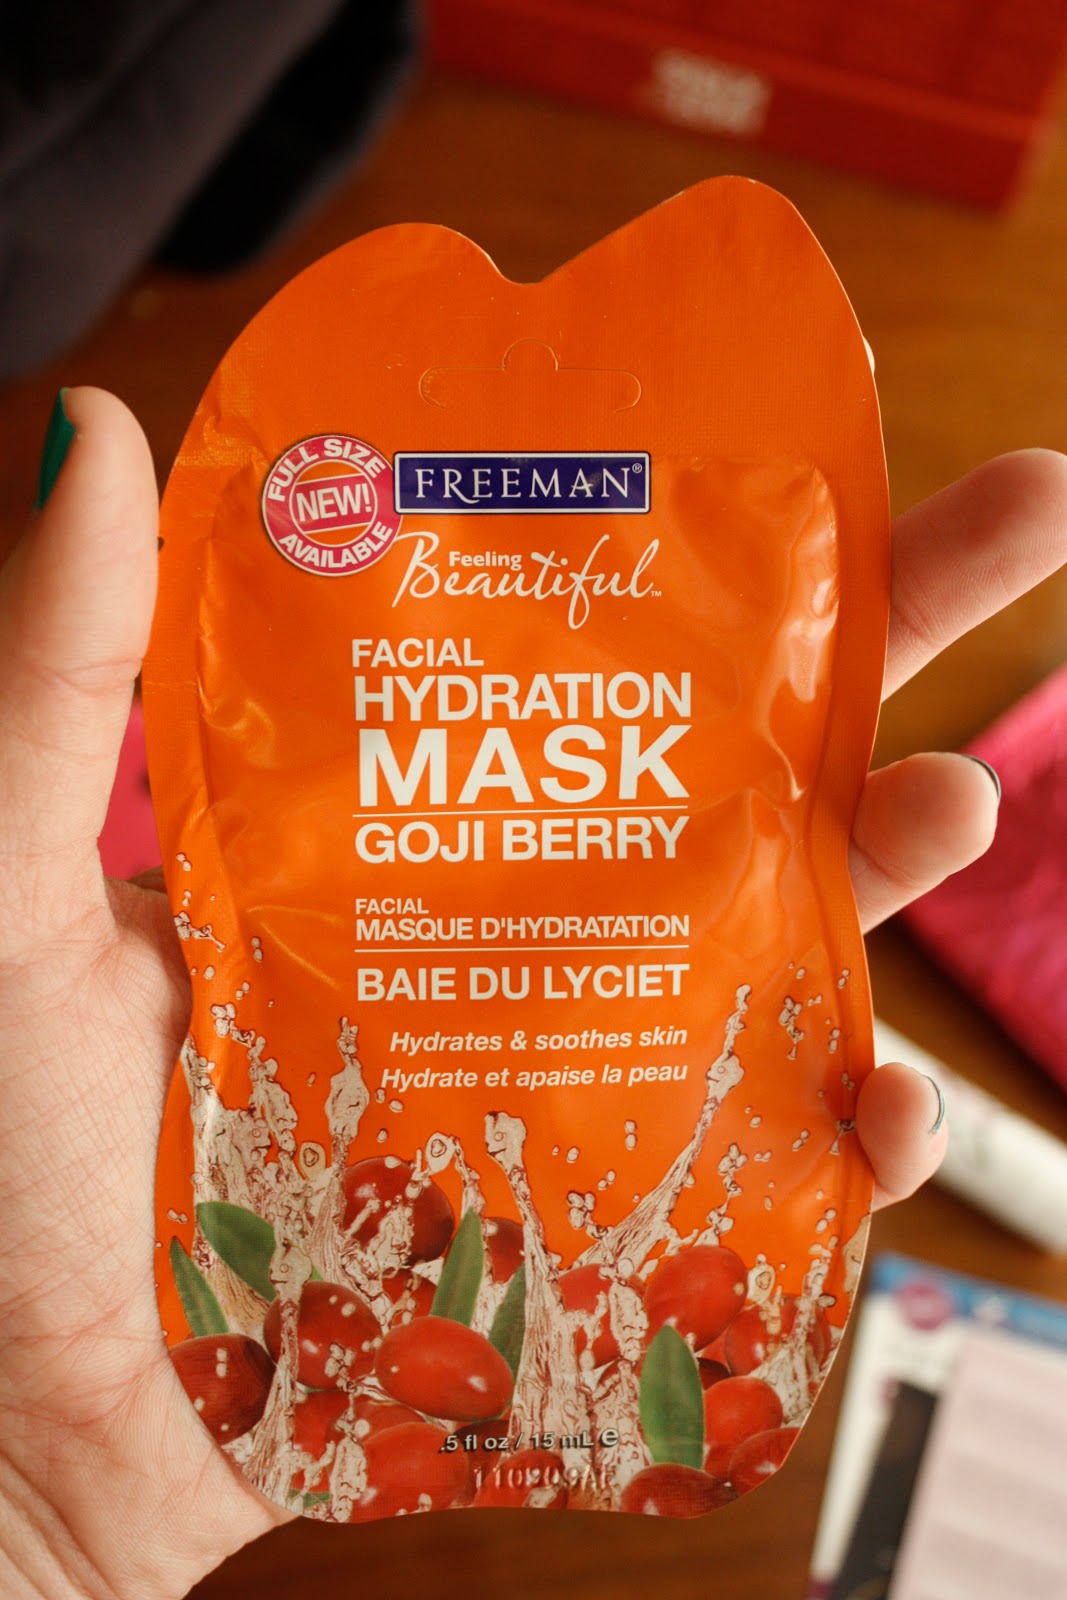 FULL SIZE
NEW!
AVAILABLE
FREEMAN®
Feeling
Beautiful™
FACIAL
HYDRATION
MASK
GOJI BERRY
FACIAL
MASQUE D'HYDRATATION
BAIE DU LYCIET
Hydrates & soothes skin
Hydrate et apaise la peau
.5 fl oz / 15 mL ℮